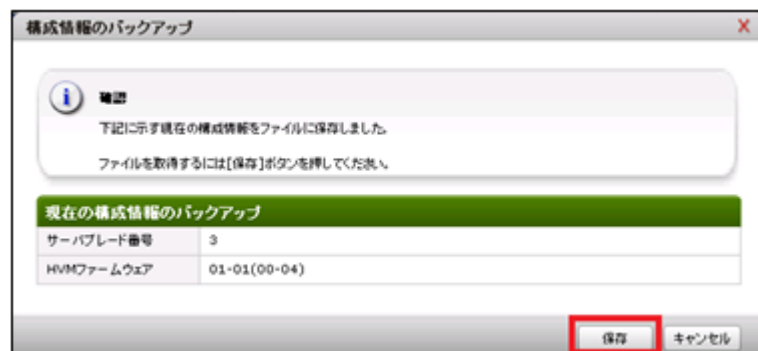 構成情報のバックアップ
X
i
確認
下記に示す現在の構成情報をファイルに保存しました。
ファイルを取得するには[保存]ボタンを押してください。
現在の構成情報のバックアップ
サーバブレード番号 3
HVMファームウェア 01-01(00-04)
保存 キャンセル